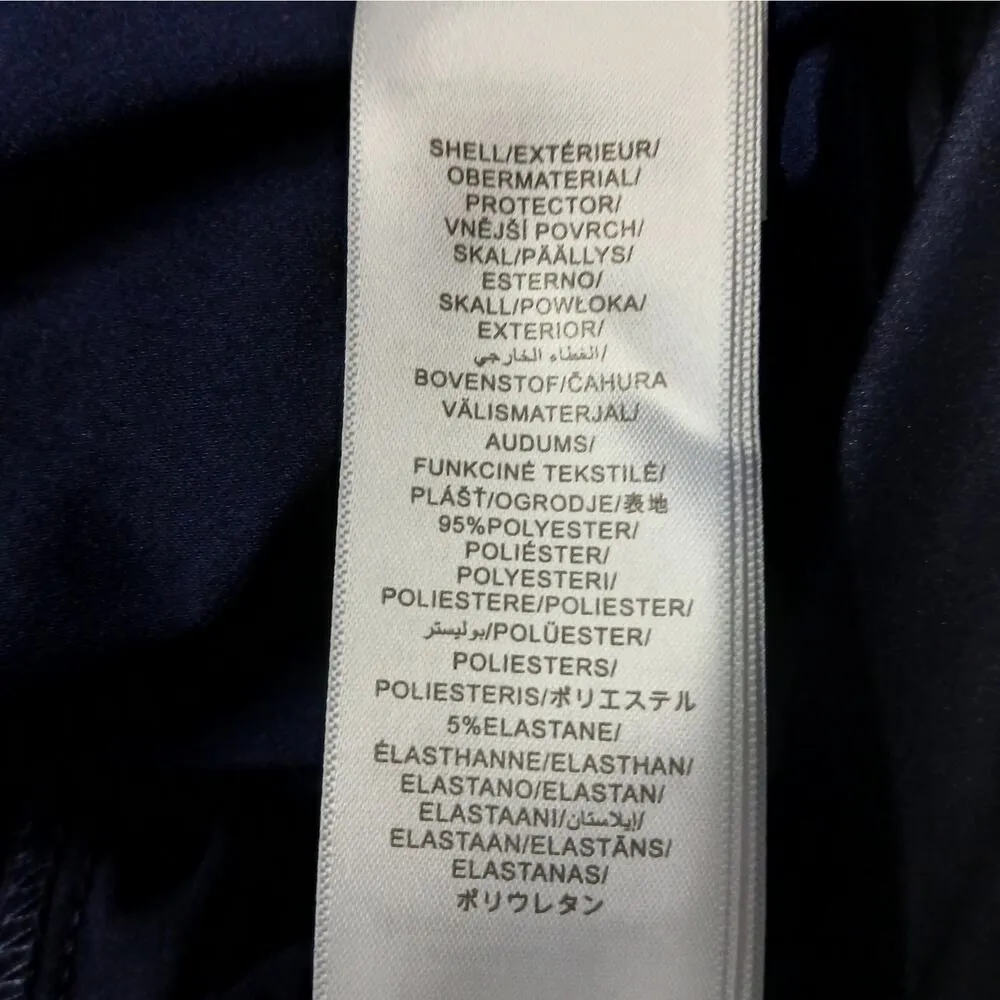 SHELL/EXTÉRIEUR/
OBERMATERIAL/
PROTECTOR/
VNĚJŠÍ POVRCH/
SKAL/PÄÄLLYS/
ESTERNO/
SKALL/POWŁOKA/
EXTERIOR/
الغطاء الخارجي/
BOVENSTOF/ČAHURA
VÄLISMATERJAL/
AUDUMS/
FUNKCINĖ TEKSTILĖ/
PLÁŠŤ/OGRODJE/表地
95%POLYESTER/
POLIÉSTER/
POLYESTERI/
POLIESTERE/POLIESTER/
بوليستر/POLÜESTER/
POLIESTERS/
POLIESTERIS/ポリエステル
5%ELASTANE/
ÉLASTHANNE/ELASTHAN/
ELASTANO/ELASTAN/
ELASTAANI/إيلاستان/
ELASTAAN/ELASTĀNS/
ELASTANAS/
ポリウレタン